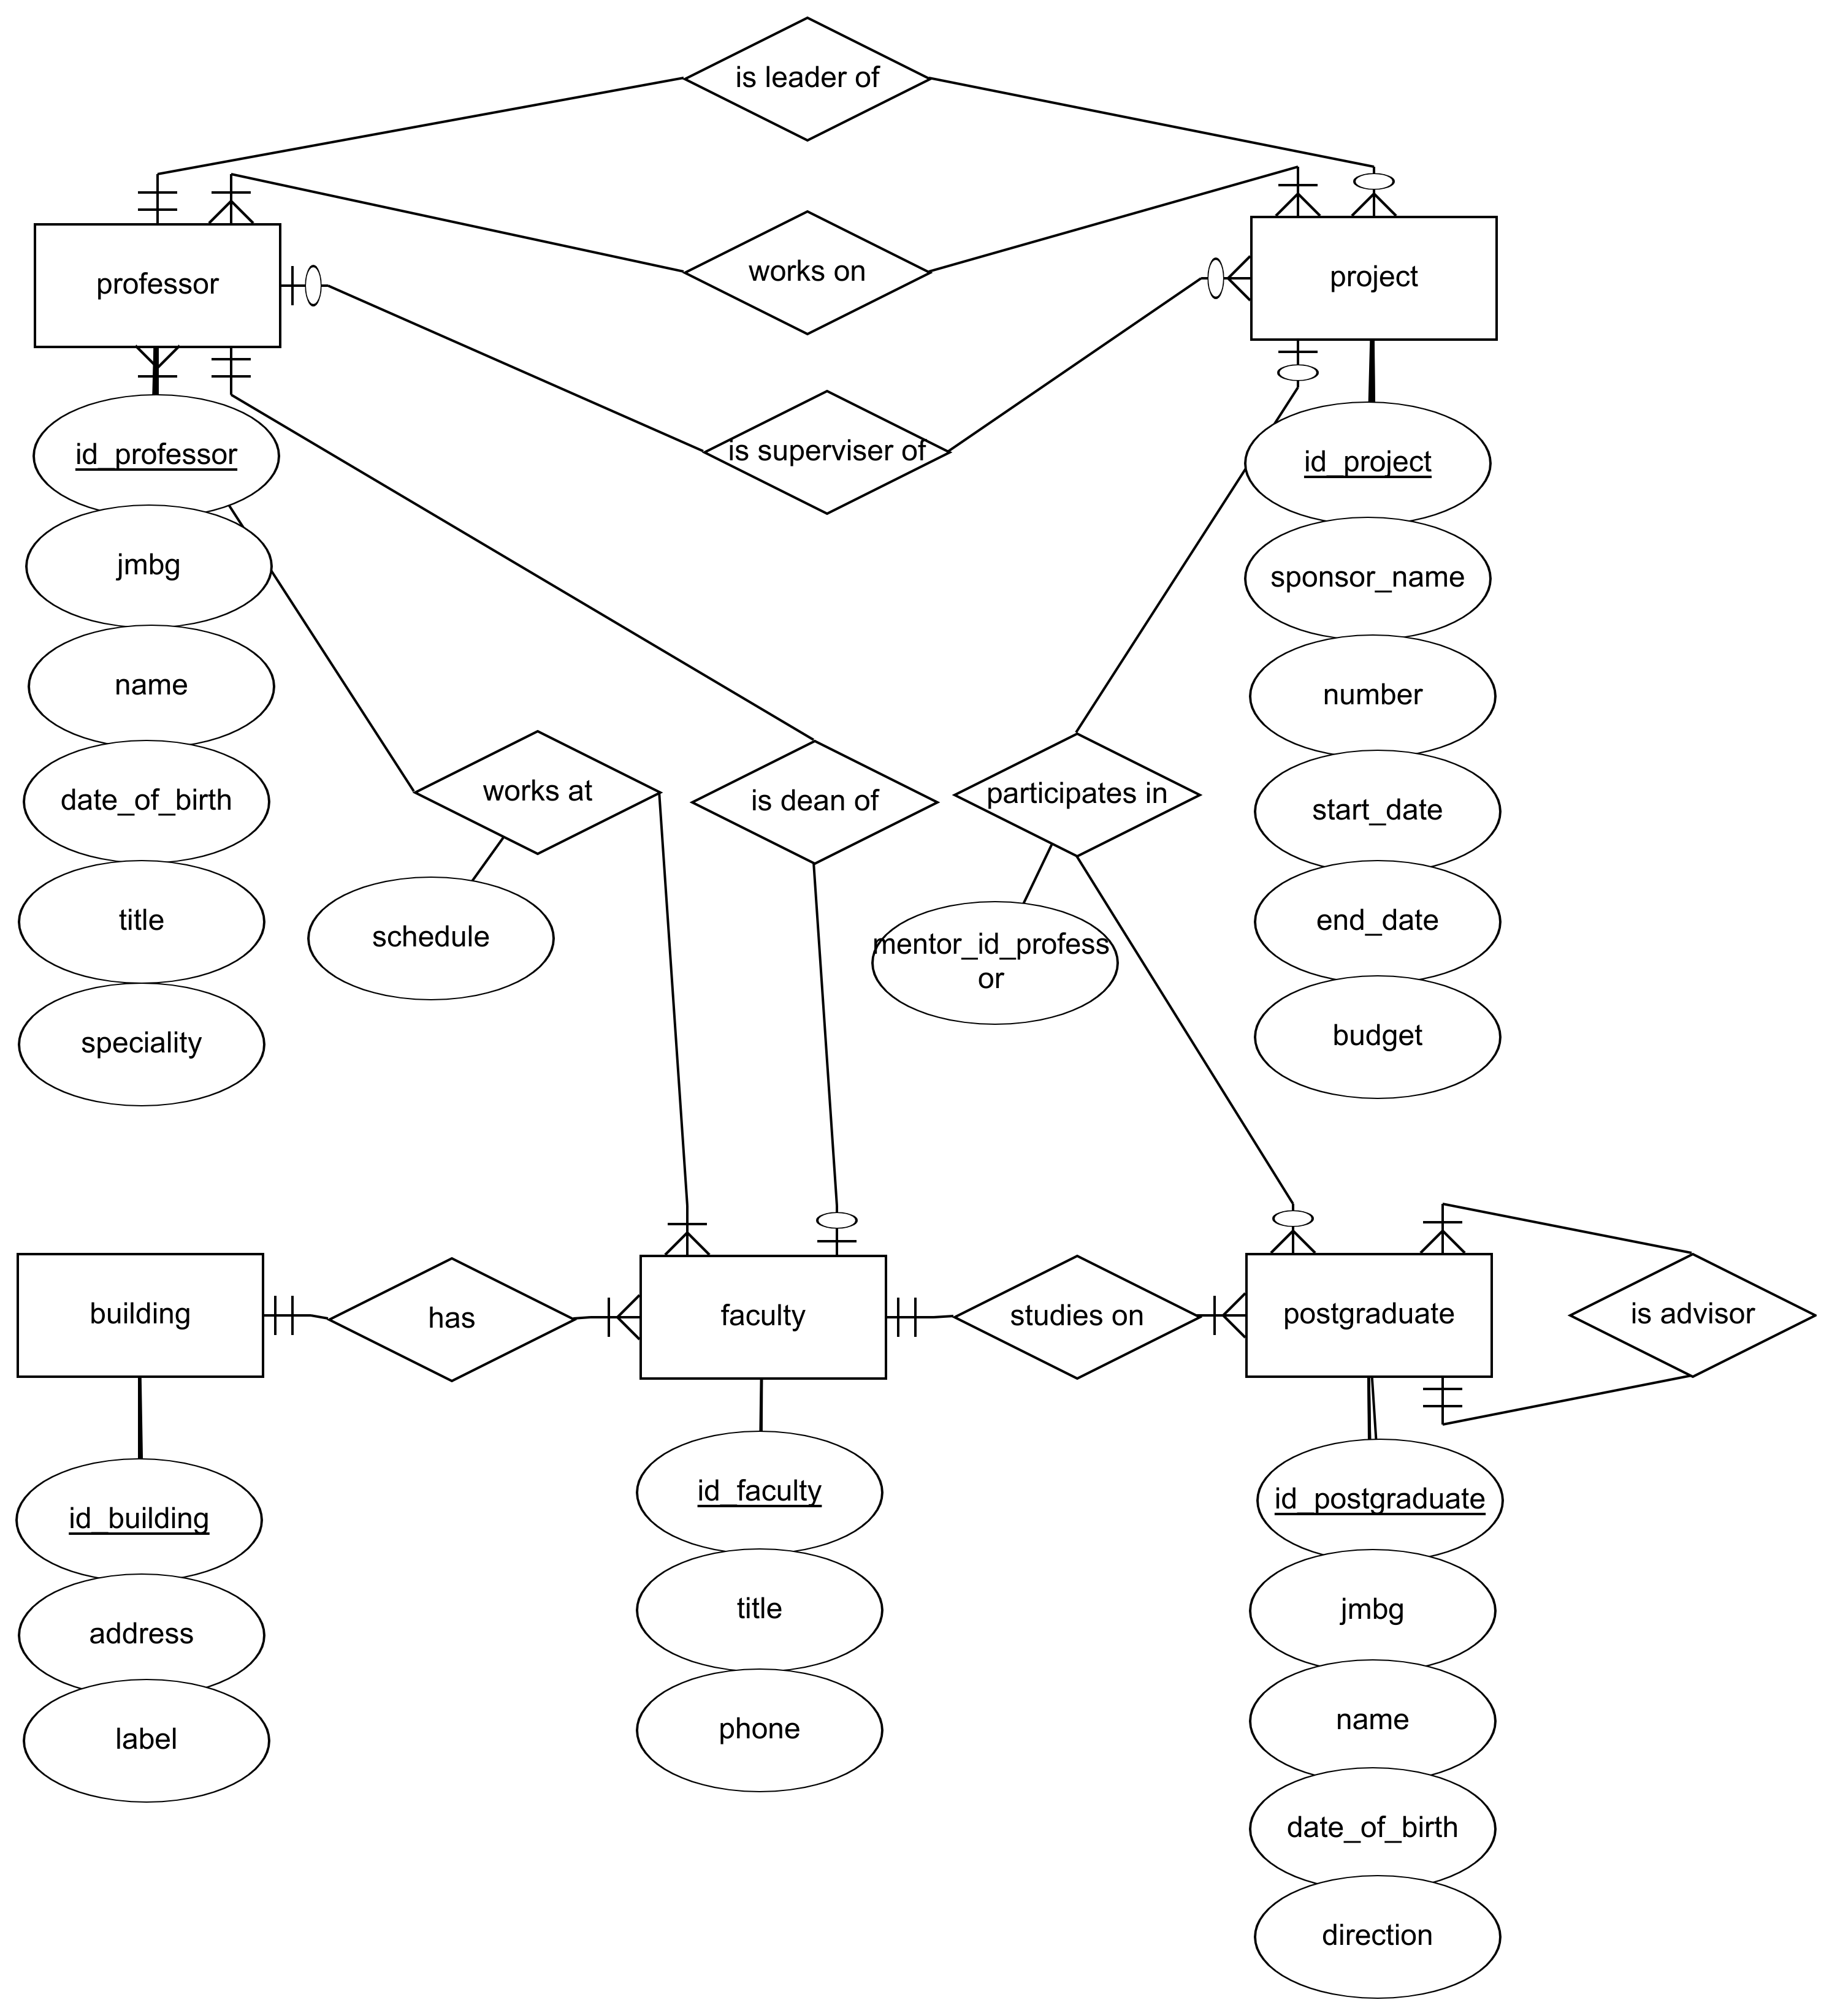 is leader of
professor
works on
project
is superviser of
id_professor
id_project
jmbg
sponsor_name
name
number
date_of_birth
works at
is dean of
participates in
start_date
title
schedule
mentor_id_profess
or
end_date
speciality
budget
building
has
faculty
studies on
postgraduate
is advisor
id_building
id_faculty
id_postgraduate
address
title
jmbg
label
phone
name
date_of_birth
direction